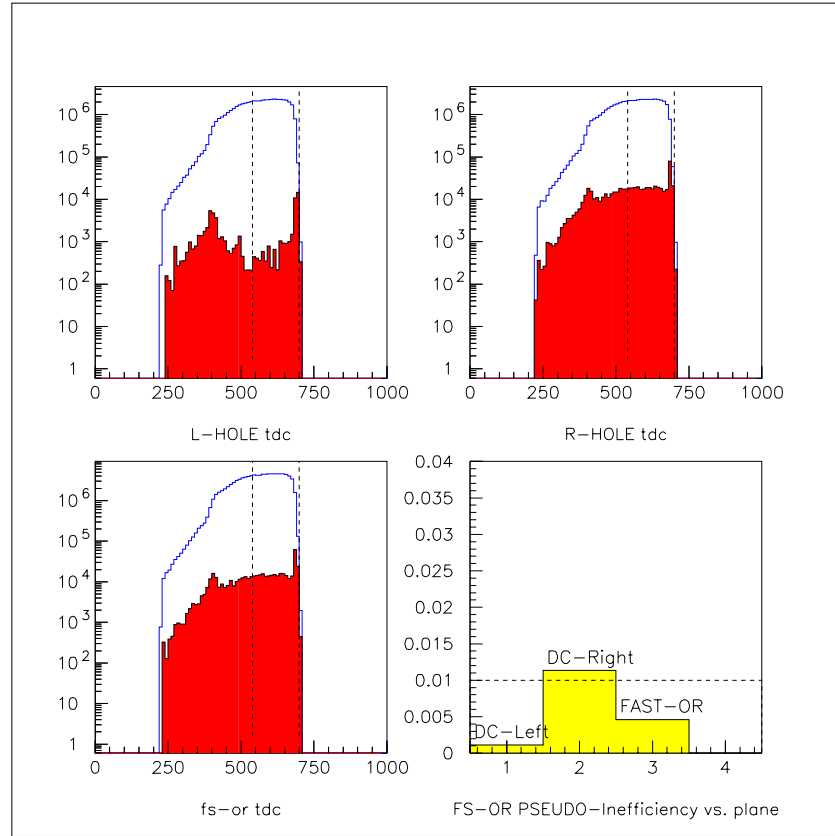 10^6
10^5
10^4
10^3
10^2
10
1
0 250 500 750 1000
L-HOLE tdc
10^6
10^5
10^4
10^3
10^2
10
1
0 250 500 750 1000
R-HOLE tdc
10^6
10^5
10^4
10^3
10^2
10
1
0 250 500 750 1000
fs-or tdc
0.04
0.035
0.03
0.025
0.02
0.015
0.01
0.005
0
DC-Right
FAST-OR
DC-Left
1 2 3 4
FS-OR PSEUDO-Inefficiency vs. plane